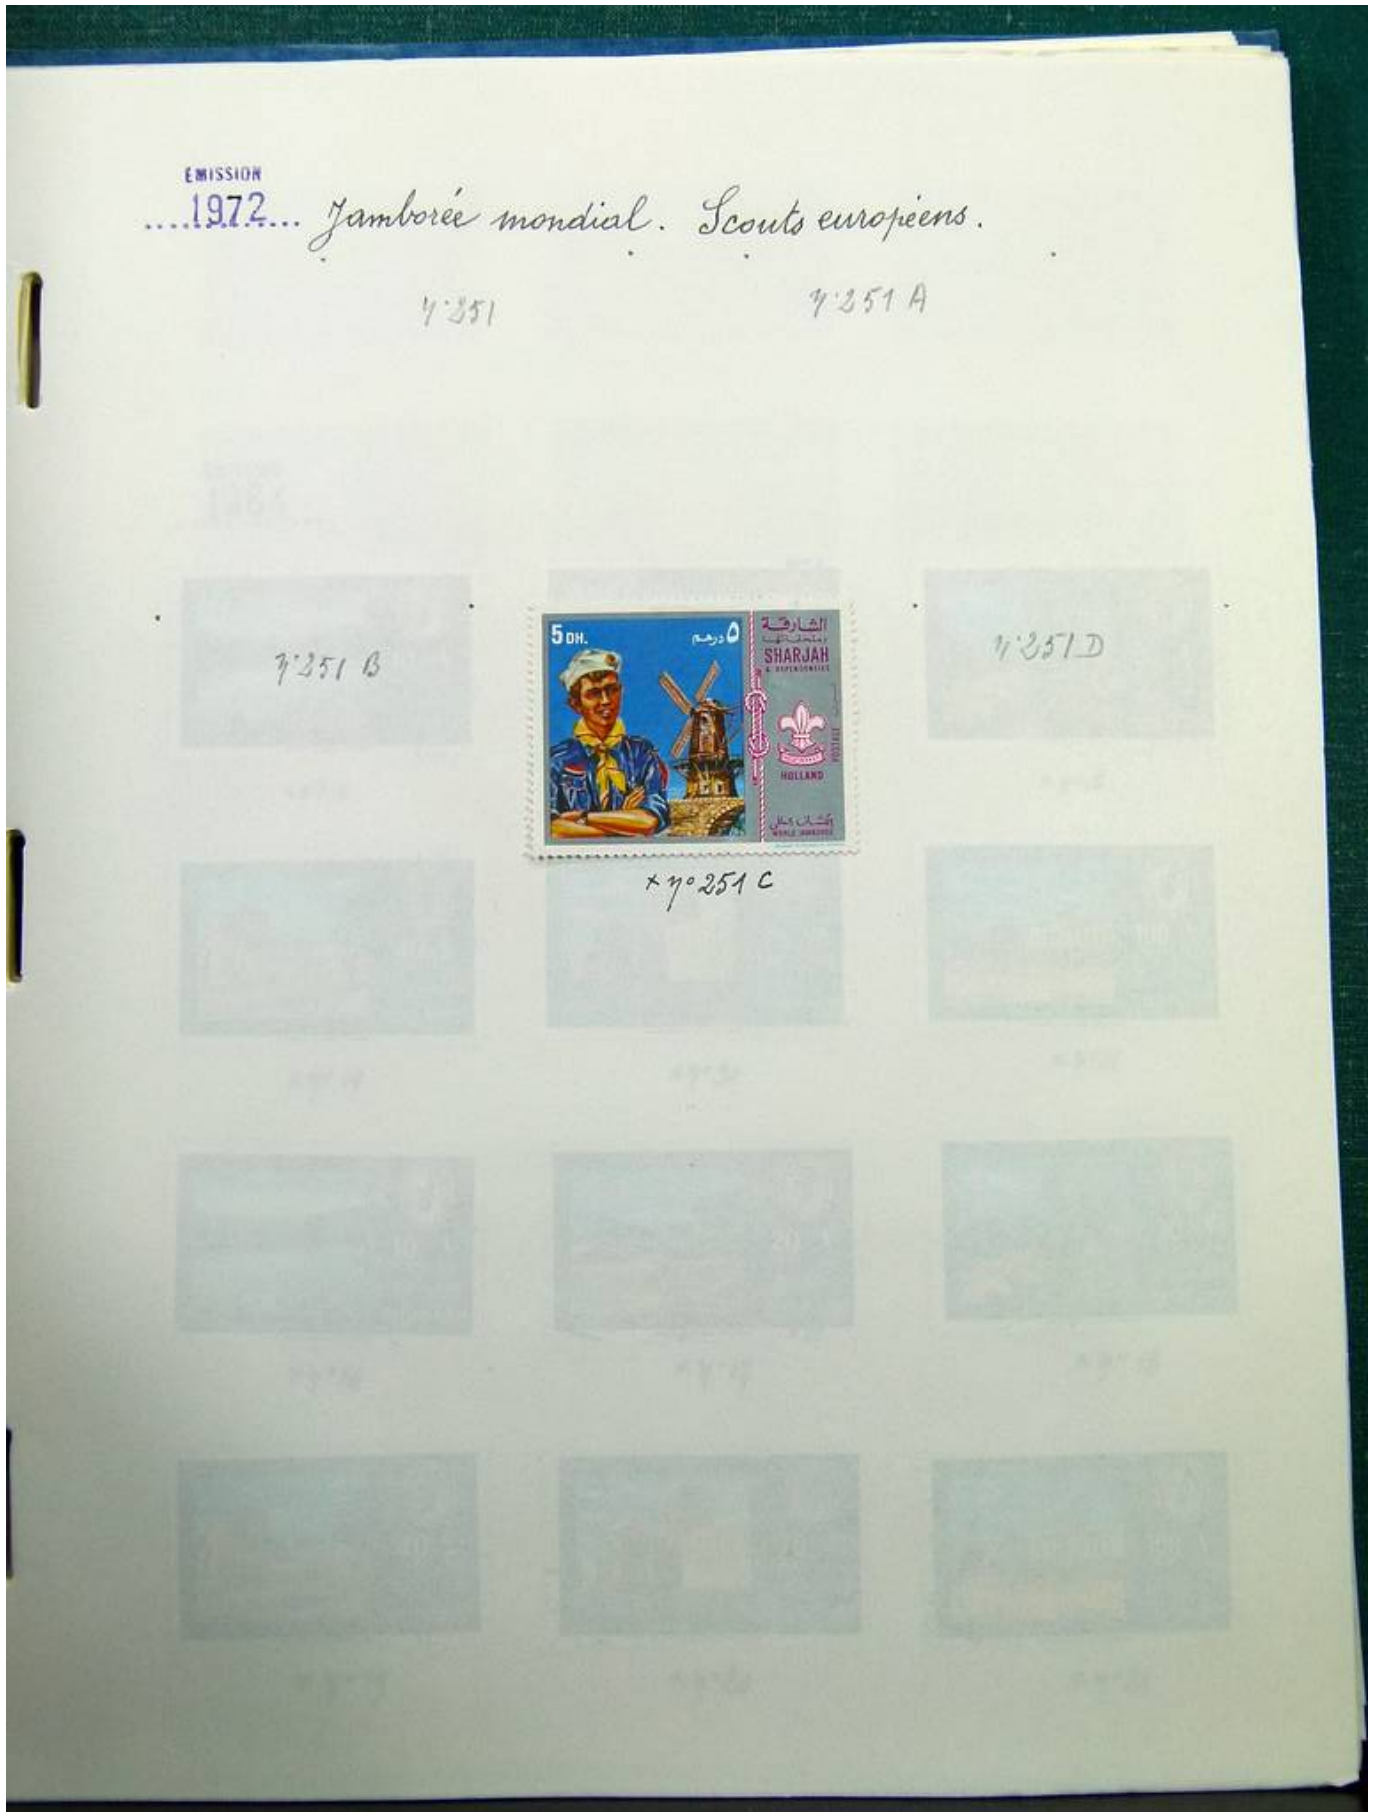 ÉMISSION
....1972... Jamborée mondial. Scouts européens.
n°251
n°251 A
5 DH.
٥ درهم
الشارقة
SHARJAH
& DEPENDENCIES
n°251 B
n°251 D
POSTAGE
HOLLAND
WORLD JAMBOREE
x n° 251 C